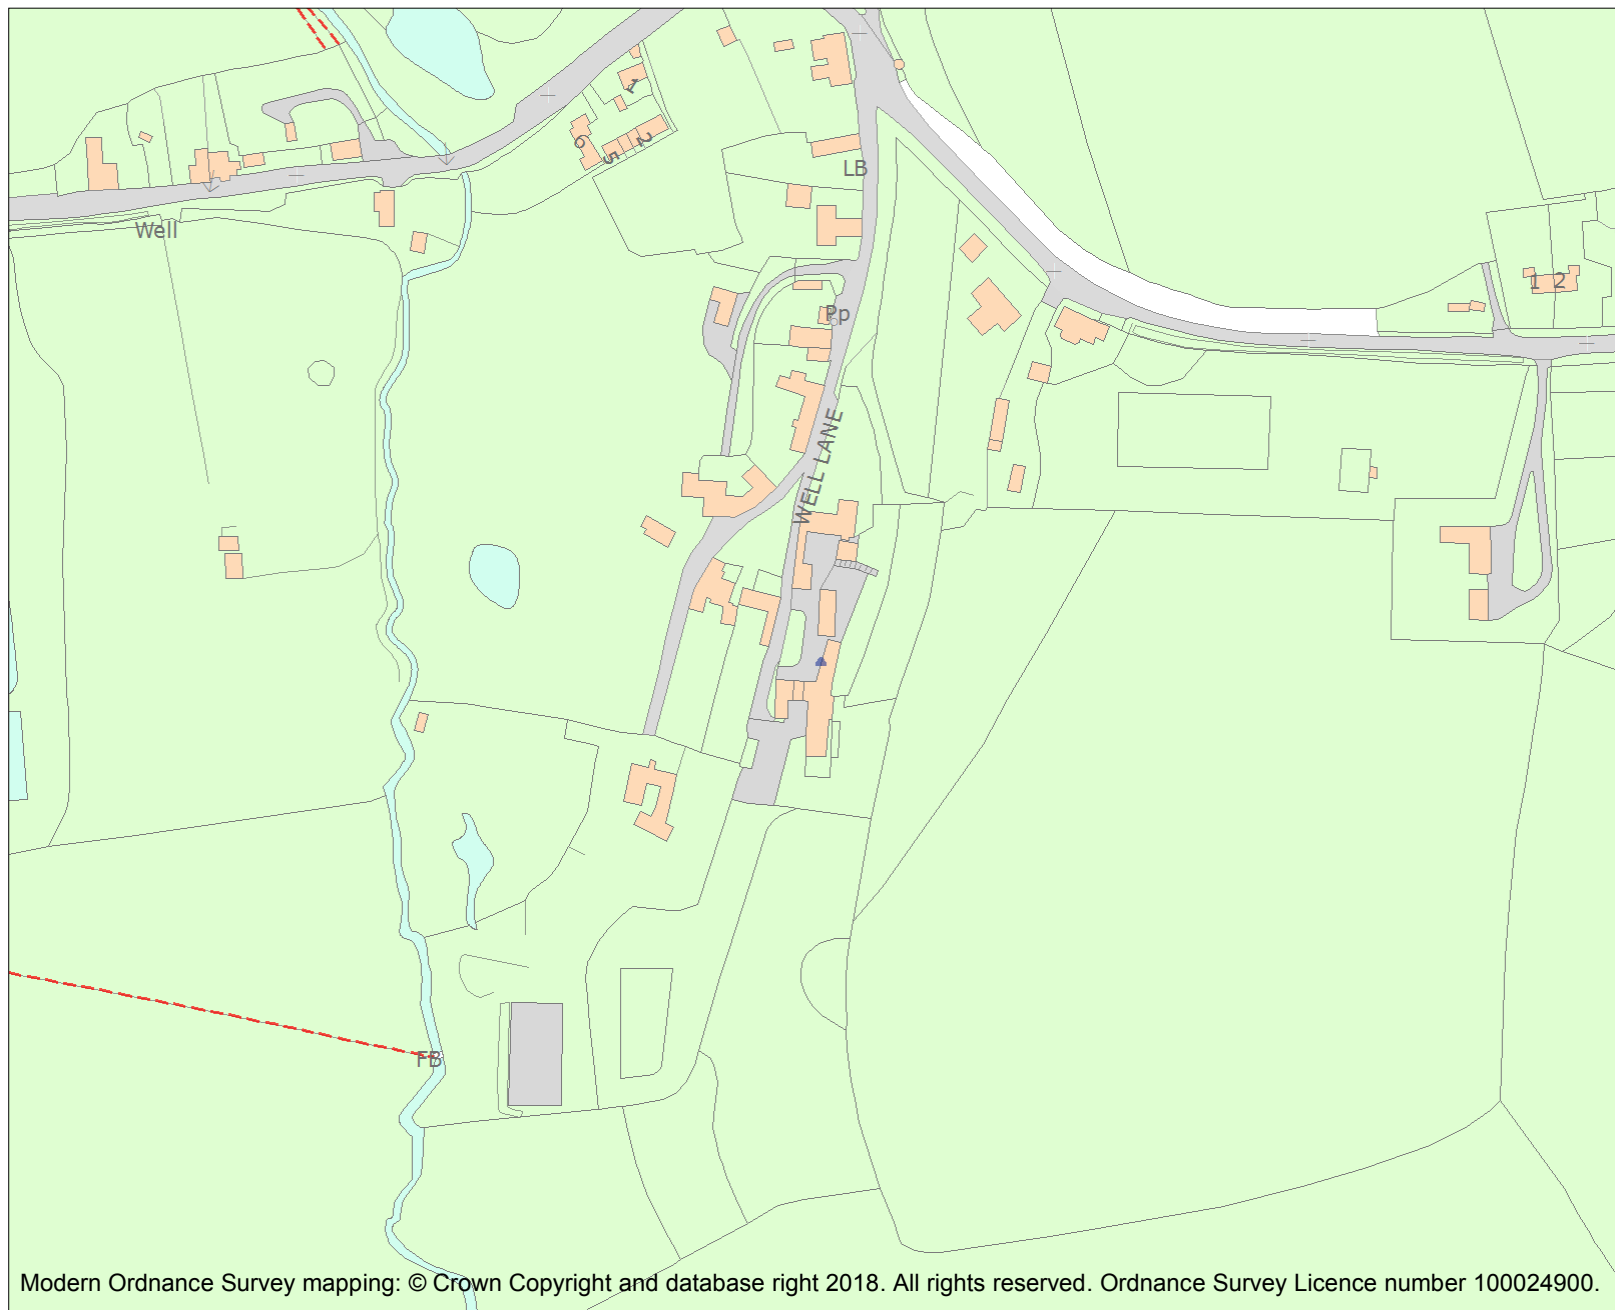 1
6
5
2
LB
Well
1 2
Pp
WELL LANE
FB
Modern Ordnance Survey mapping: © Crown Copyright and database right 2018. All rights reserved. Ordnance Survey Licence number 100024900.